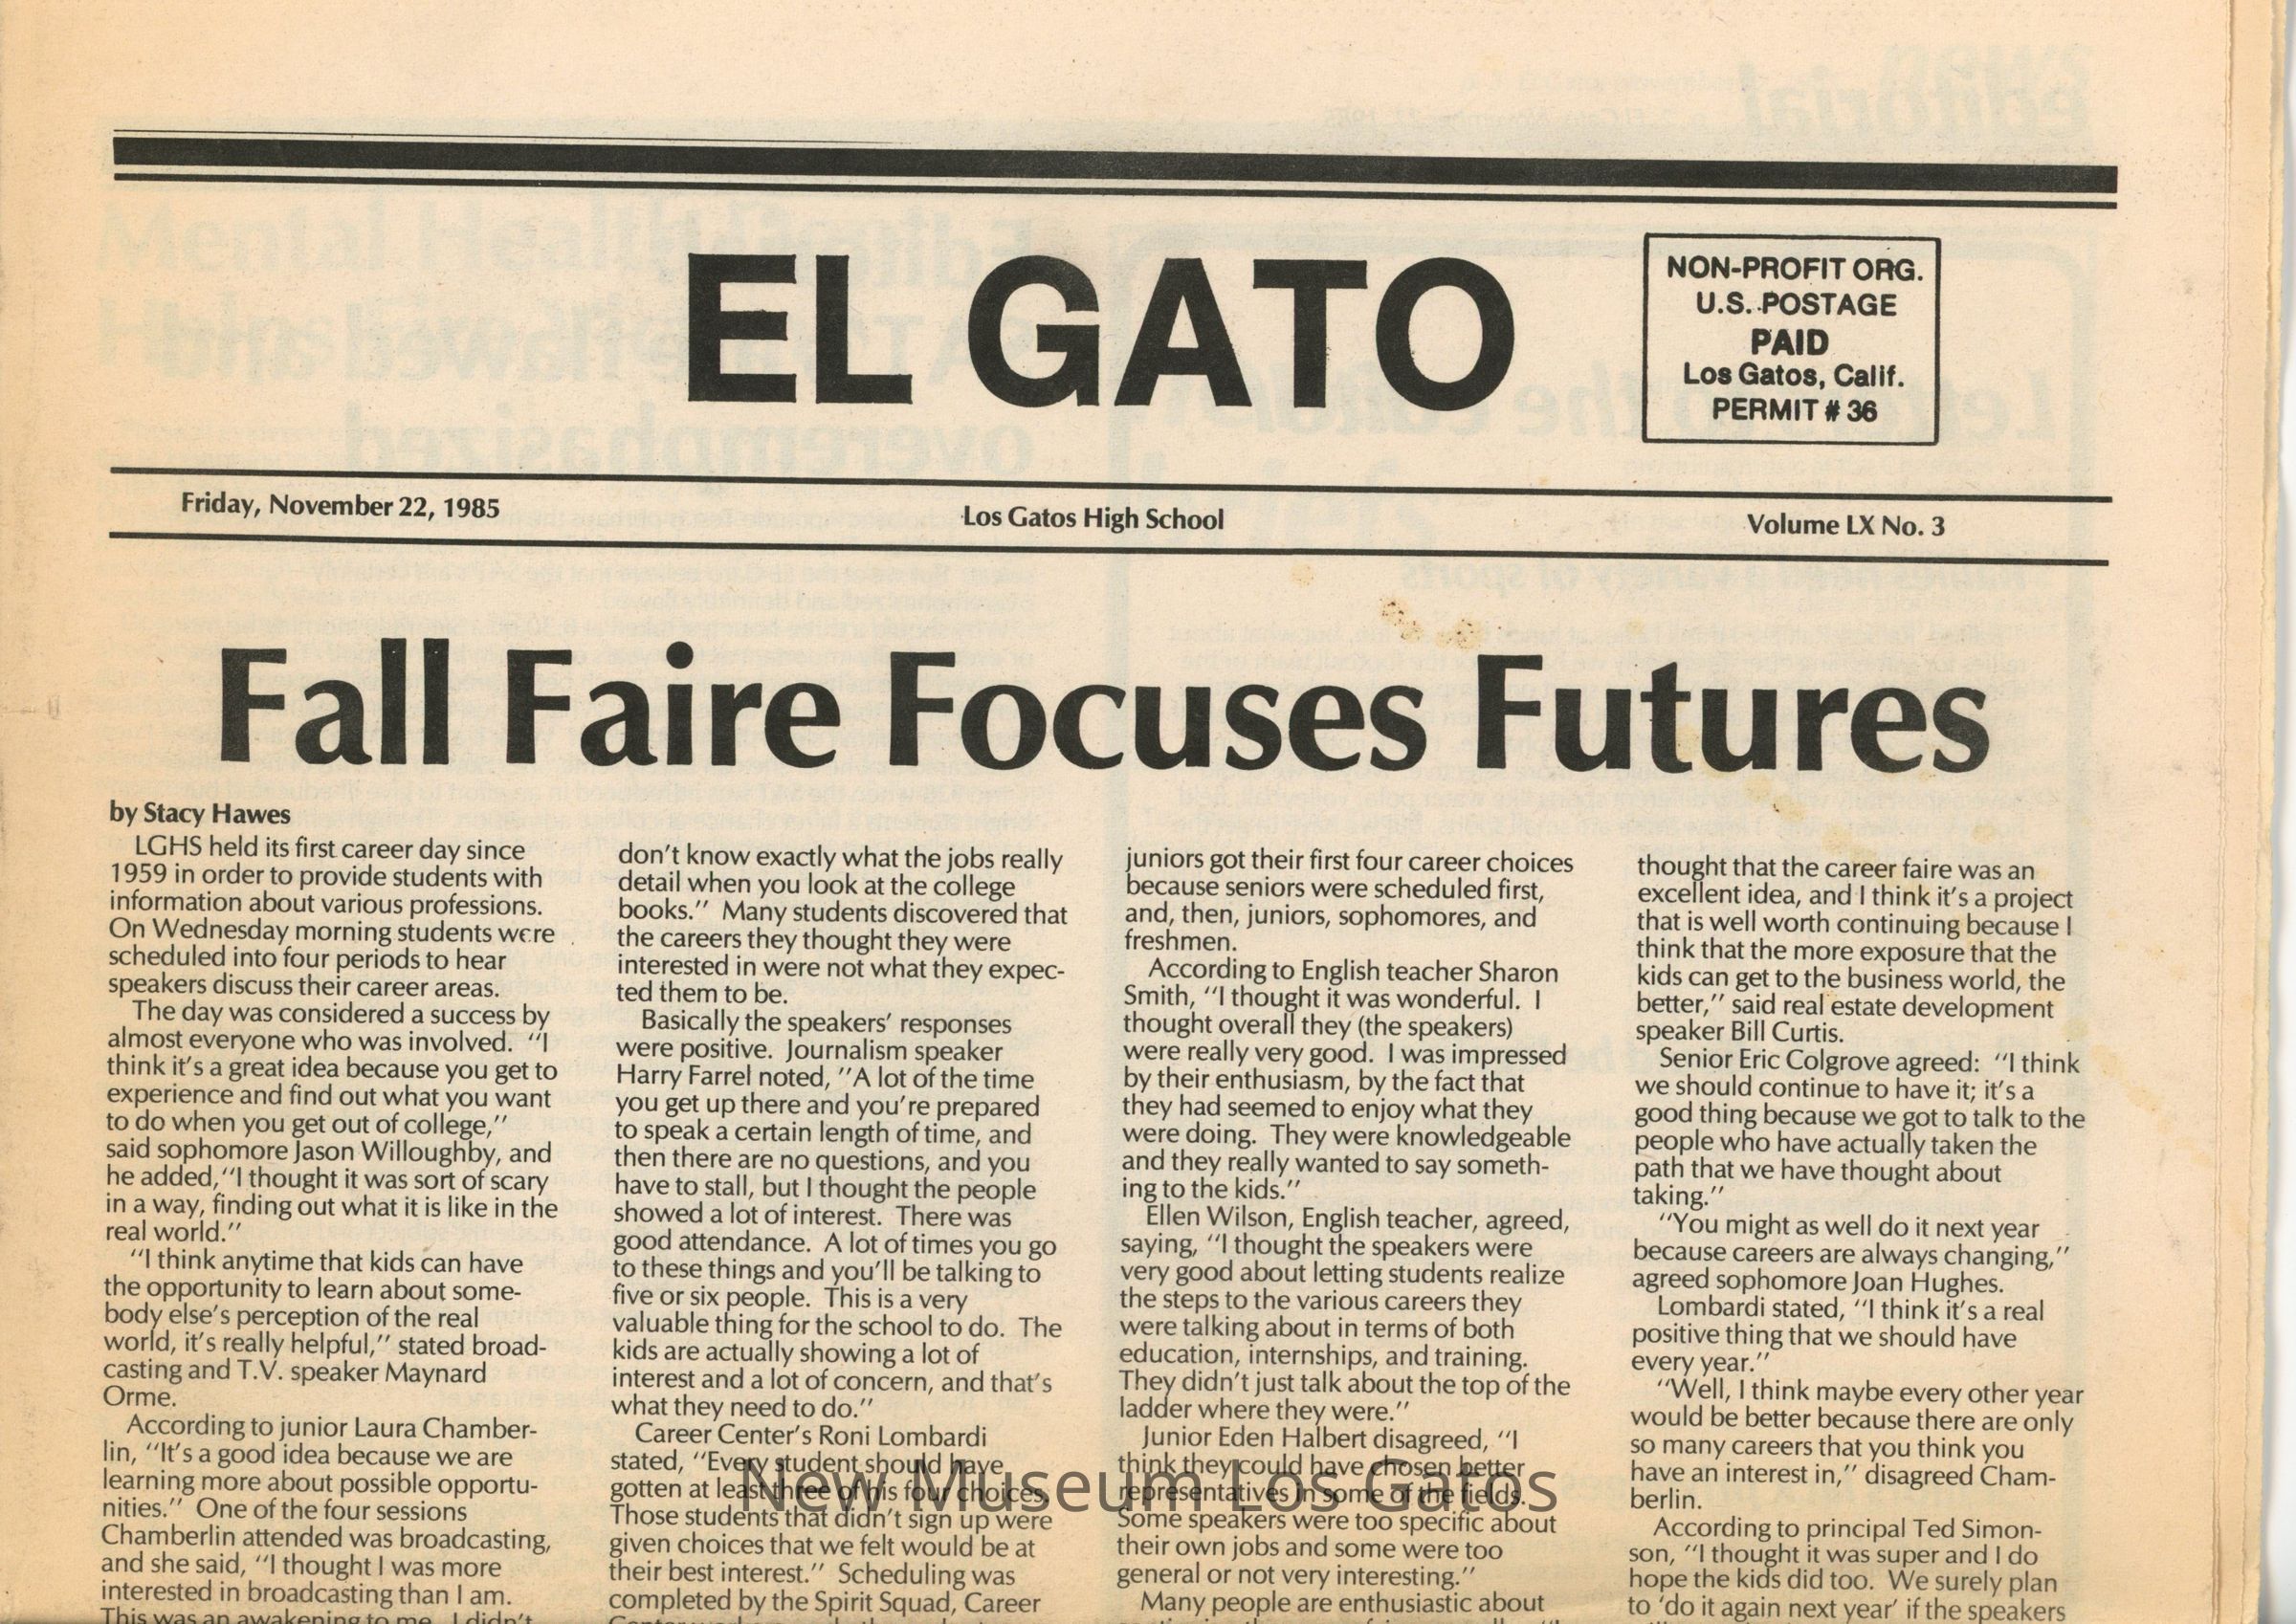 EL GATO
NON-PROFIT ORG.
U.S. POSTAGE
PAID
Los Gatos, Calif.
PERMIT # 36
Friday, November 22, 1985
Los Gatos High School
Volume LX No. 3
Fall Faire Focuses Futures
by Stacy Hawes
LGHS held its first career day since
1959 in order to provide students with
information about various professions.
On Wednesday morning students were
scheduled into four periods to hear
speakers discuss their career areas.
The day was considered a success by
almost everyone who was involved. "I
think it's a great idea because you get to
experience and find out what you want
to do when you get out of college,"
said sophomore Jason Willoughby, and
he added, "I thought it was sort of scary
in a way, finding out what it is like in the
real world."
"I think anytime that kids can have
the opportunity to learn about some-
body else's perception of the real
world, it's really helpful," stated broad-
casting and T.V. speaker Maynard
Orme.
According to junior Laura Chamber-
lin, "It's a good idea because we are
learning more about possible opportu-
nities." One of the four sessions
Chamberlin attended was broadcasting,
and she said, "I thought I was more
interested in broadcasting than I am.
This was an awakening to me. I didn't
don't know exactly what the jobs really
detail when you look at the college
books." Many students discovered that
the careers they thought they were
interested in were not what they expec-
ted them to be.
Basically the speakers' responses
were positive. Journalism speaker
Harry Farrel noted, "A lot of the time
you get up there and you're prepared
to speak a certain length of time, and
then there are no questions, and you
have to stall, but I thought the people
showed a lot of interest. There was
good attendance. A lot of times you go
to these things and you'll be talking to
five or six people. This is a very
valuable thing for the school to do. The
kids are actually showing a lot of
interest and a lot of concern, and that's
what they need to do."
Career Center's Roni Lombardi
stated, "Every student should have
gotten at least three of his four choices.
Those students that didn't sign up were
given choices that we felt would be at
their best interest." Scheduling was
completed by the Spirit Squad, Career
juniors got their first four career choices
because seniors were scheduled first,
and, then, juniors, sophomores, and
freshmen.
According to English teacher Sharon
Smith, "I thought it was wonderful. I
thought overall they (the speakers)
were really very good. I was impressed
by their enthusiasm, by the fact that
they had seemed to enjoy what they
were doing. They were knowledgeable
and they really wanted to say someth-
ing to the kids."
Ellen Wilson, English teacher, agreed,
saying, "I thought the speakers were
very good about letting students realize
the steps to the various careers they
were talking about in terms of both
education, internships, and training.
They didn't just talk about the top of the
ladder where they were."
Junior Eden Halbert disagreed, "I
think they could have chosen better
representatives in some of the fields.
Some speakers were too specific about
their own jobs and some were too
general or not very interesting."
Many people are enthusiastic about
thought that the career faire was an
excellent idea, and I think it's a project
that is well worth continuing because I
think that the more exposure that the
kids can get to the business world, the
better," said real estate development
speaker Bill Curtis.
Senior Eric Colgrove agreed: "I think
we should continue to have it; it's a
good thing because we got to talk to the
people who have actually taken the
path that we have thought about
taking."
"You might as well do it next year
because careers are always changing,"
agreed sophomore Joan Hughes.
Lombardi stated, "I think it's a real
positive thing that we should have
every year."
"Well, I think maybe every other year
would be better because there are only
so many careers that you think you
have an interest in," disagreed Cham-
berlin.
According to principal Ted Simon-
son, "I thought it was super and I do
hope the kids did too. We surely plan
to 'do it again next year' if the speakers
New Museum Los Gatos